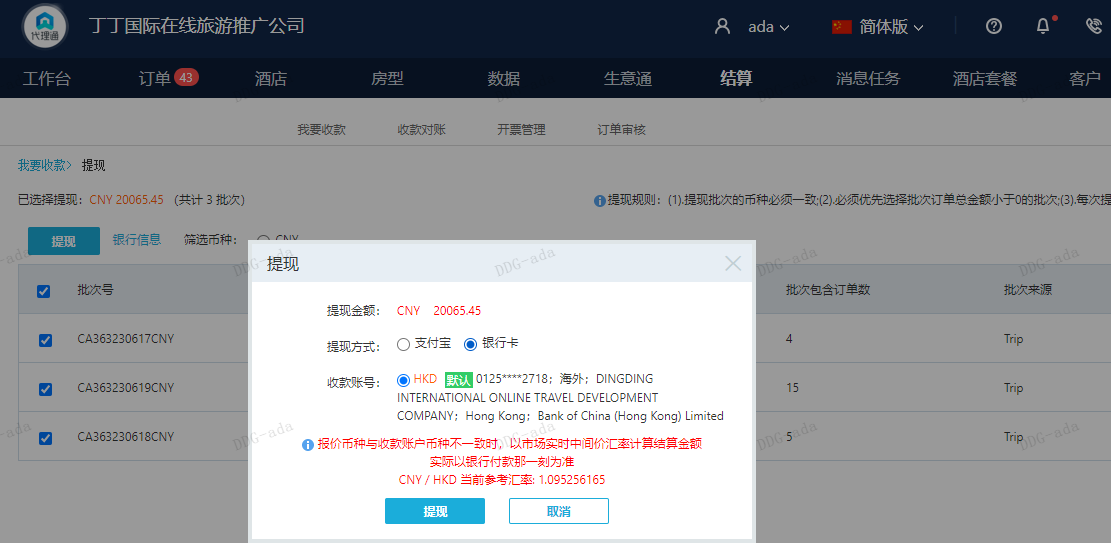 代理通
丁丁国际在线旅游推广公司
ada
简体版
工作台
订单 43
酒店
房型
数据
生意通
结算
消息任务
酒店套餐
客户
我要收款
收款对账
开票管理
订单审核
我要收款> 提现
已选择提现: CNY 20065.45 (共计 3 批次)
提现规则: (1).提现批次的币种必须一致;(2).必须优先选择批次订单总金额小于0的批次;(3).每次提
提现
银行信息
筛选币种:
CNY
批次号
批次包含订单数
批次来源
CA363230617CNY
4
Trip
CA363230619CNY
15
Trip
CA363230618CNY
5
Trip
提现
提现金额: CNY 20065.45
提现方式: 支付宝 银行卡
收款账号: HKD 默认 0125****2718; 海外; DINGDING
INTERNATIONAL ONLINE TRAVEL DEVELOPMENT
COMPANY; Hong Kong; Bank of China (Hong Kong) Limited
报价币种与收款账户币种不一致时，以市场实时中间价汇率计算结算金额
实际以银行付款那一刻为准
CNY / HKD 当前参考汇率: 1.095256165
提现
取消
DDG-ada
DDG-ada
DDG-ada
DDG-ada
DDG-ada
DDG-ada
DDG-ada